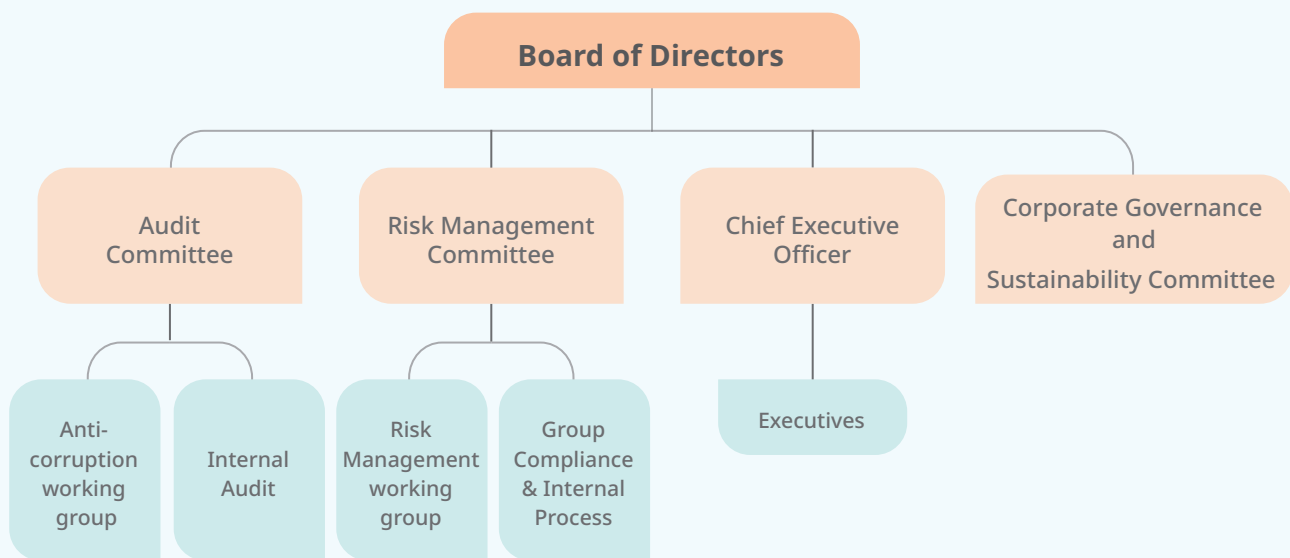 Board of Directors
Audit
Committee
Risk Management
Committee
Chief Executive
Officer
Corporate Governance
and
Sustainability Committee
Anti-
corruption
working
group
Internal
Audit
Risk
Management
working
group
Group
Compliance
& Internal
Process
Executives